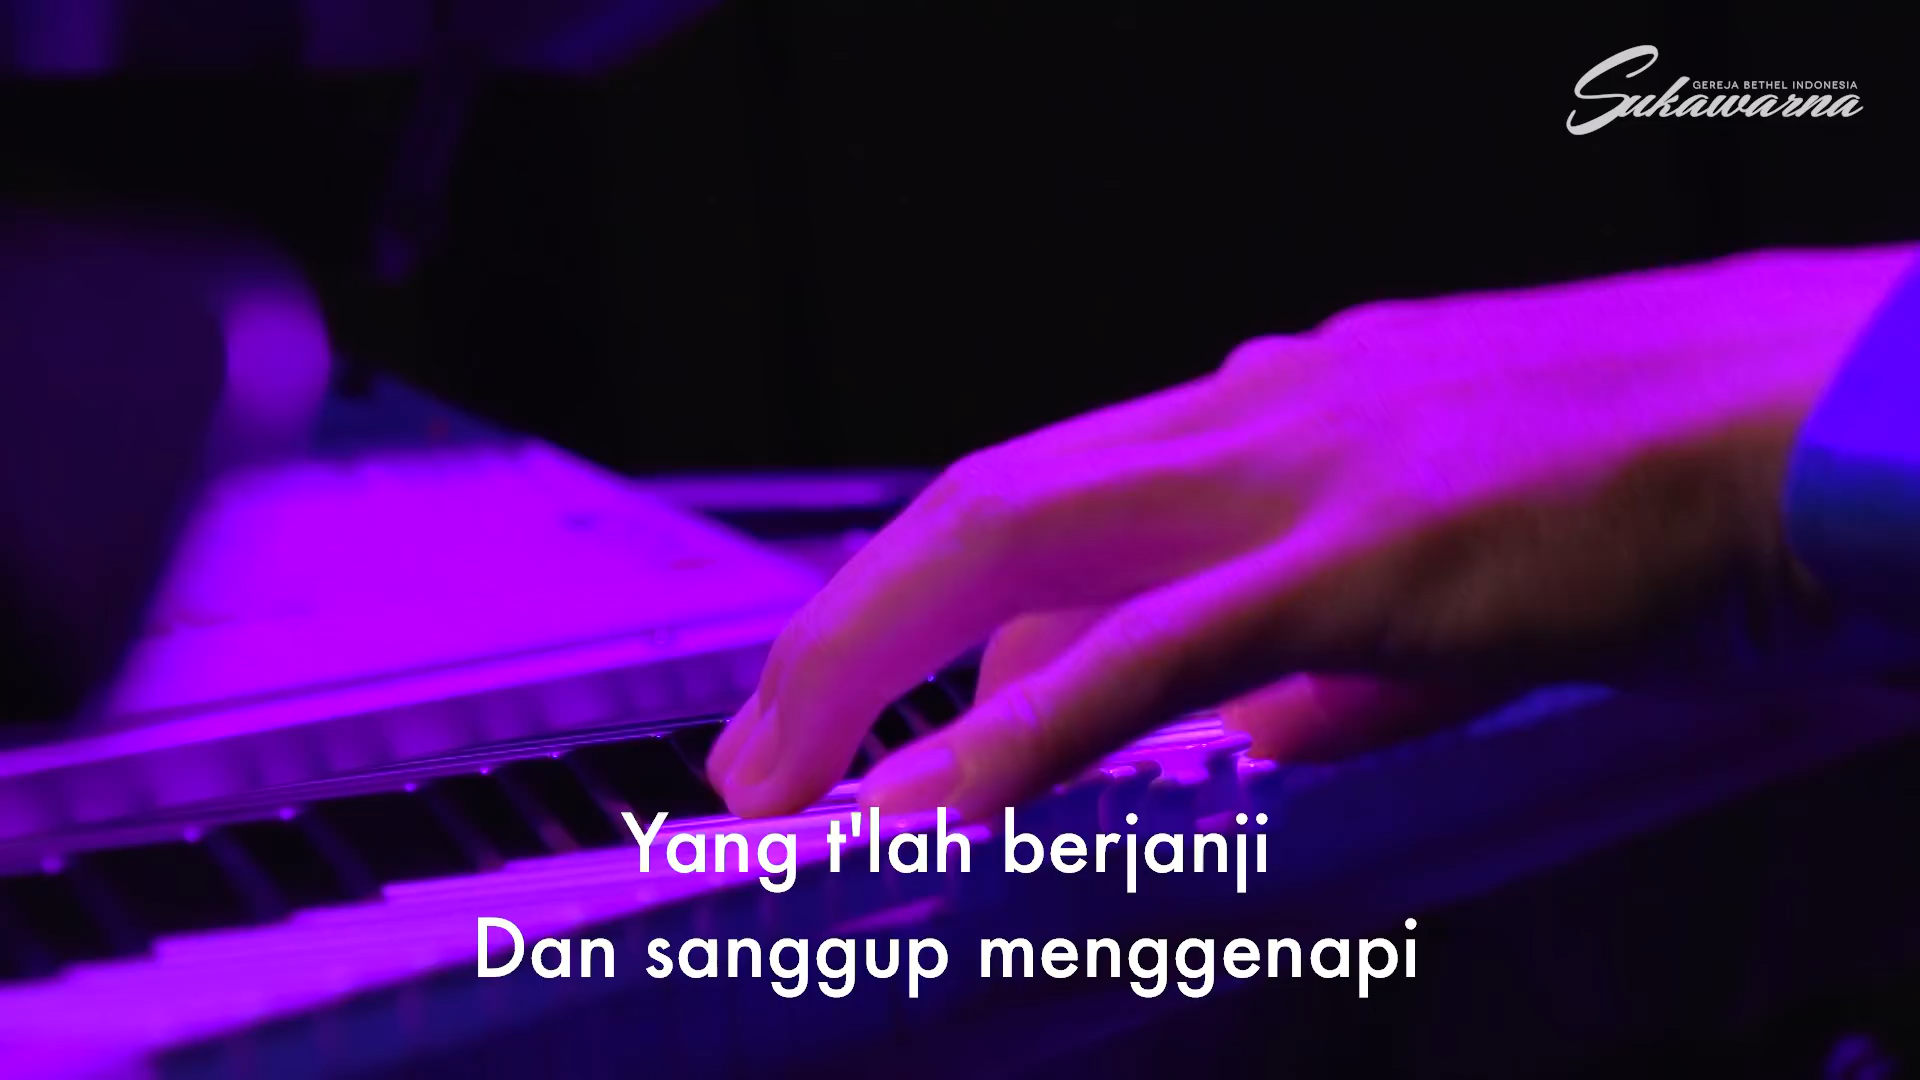 GEREJA BETHEL INDONESIA
Sukawarna
Yang t'lah berjanji
Dan sanggup menggenapi